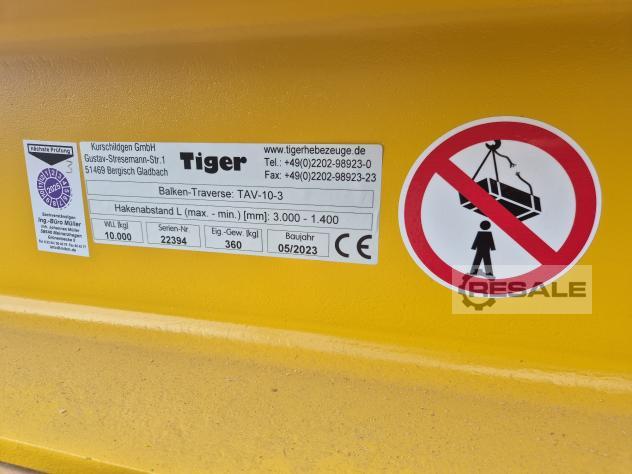 Nächste Prüfung
2025
Sachverständigen
Ing.-Büro Müller
Kurschildgen GmbH
Gustav-Stresemann-Str.1
51469 Bergisch Gladbach
Tiger
www.tigerhebezeuge.de
Tel.: +49(0)2202-98923-0
Fax: +49(0)2202-98923-23
Balken-Traverse: TAV-10-3
Hakenabstand L (max. - min.) [mm]: 3.000 - 1.400
WLL [kg] Serien-Nr. Eig.-Gew. [kg] Baujahr
10.000 22394 360 05/2023 CE
RESALE